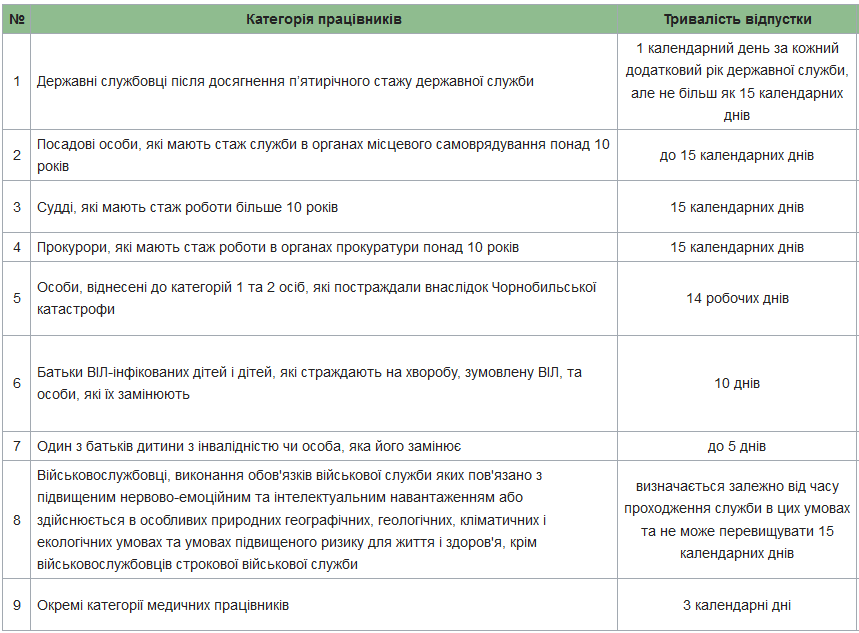 № Категорія працівників Тривалість відпустки
1 Державні службовці після досягнення п'ятирічного стажу державної служби
1 календарний день за кожний
додатковий рік державної служби,
але не більш як 15 календарних
днів
2 Посадові особи, які мають стаж служби в органах місцевого самоврядування понад 10
років
до 15 календарних днів
3 Судді, які мають стаж роботи більше 10 років 15 календарних днів
4 Прокурори, які мають стаж роботи в органах прокуратури понад 10 років 15 календарних днів
5 Особи, віднесені до категорій 1 та 2 осіб, які постраждали внаслідок Чорнобильської
катастрофи
14 робочих днів
6 Батьки ВІЛ-інфікованих дітей і дітей, які страждають на хворобу, зумовлену ВІЛ, та
особи, які їх замінюють
10 днів
7 Один з батьків дитини з інвалідністю чи особа, яка його замінює до 5 днів
8 Військовослужбовці, виконання обов'язків військової служби яких пов'язано з
підвищеним нервово-емоційним та інтелектуальним навантаженням або
здійснюється в особливих природних географічних, геологічних, кліматичних і
екологічних умовах та умовах підвищеного ризику для життя і здоров'я, крім
військовослужбовців строкової військової служби
визначається залежно від часу
проходження служби в цих умовах
та не може перевищувати 15
календарних днів
9 Окремі категорії медичних працівників 3 календарні дні